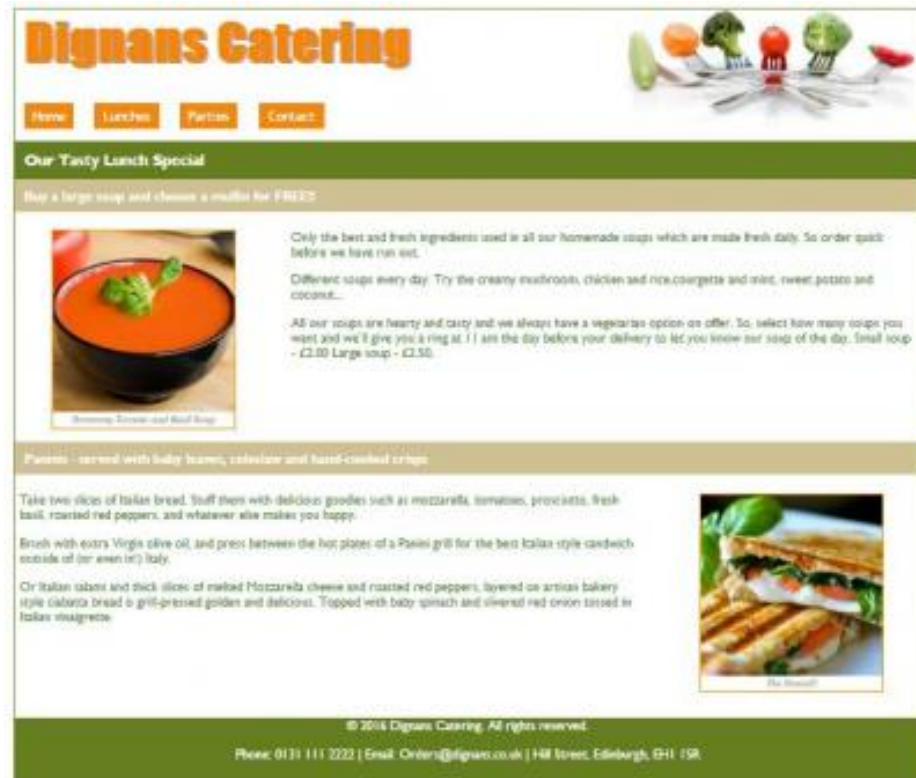 Dignans Catering
Home Lunches Parties Contact
Our Tasty Lunch Special
Buy a large soup and choose a muffin for FREE!!
Only the best and fresh ingredients used in all our homemade soups which are made fresh daily. So order quick
before we have run out.
Different soups every day. Try the creamy mushroom, chicken and rice,courgette and mint, sweet potato and
coconut...
All our soups are hearty and tasty and we always have a vegetarian option on offer. So, select how many soups you
want and we'll give you a ring at 11 am the day before your delivery to let you know our soup of the day. Small soup
- £2.00 Large soup - £2.50.
Tomato and Basil Soup
Paninis - served with baby leaves, coleslaw and hand-cooked crisps
Take two slices of Italian bread. Stuff them with delicious goodies such as mozzarella, tomatoes, prosciutto, fresh
basil, roasted red peppers, and whatever else makes you happy.
Brush with extra Virgin olive oil, and press between the hot plates of a Panini grill for the best Italian style sandwich
outside of (or even in!) Italy.
Or Italian salami and thick slices of melted Mozzarella cheese and roasted red peppers, layered on artisan bakery
style ciabatta bread is grill-pressed golden and delicious. Topped with baby spinach and slivered red onion tossed in
Italian vinaigrette.
© 2016 Dignans Catering. All rights reserved.
Phone: 0131 111 2222 | Email: Orders@dignans.co.uk | Hill Street, Edinburgh, EH1 1SR